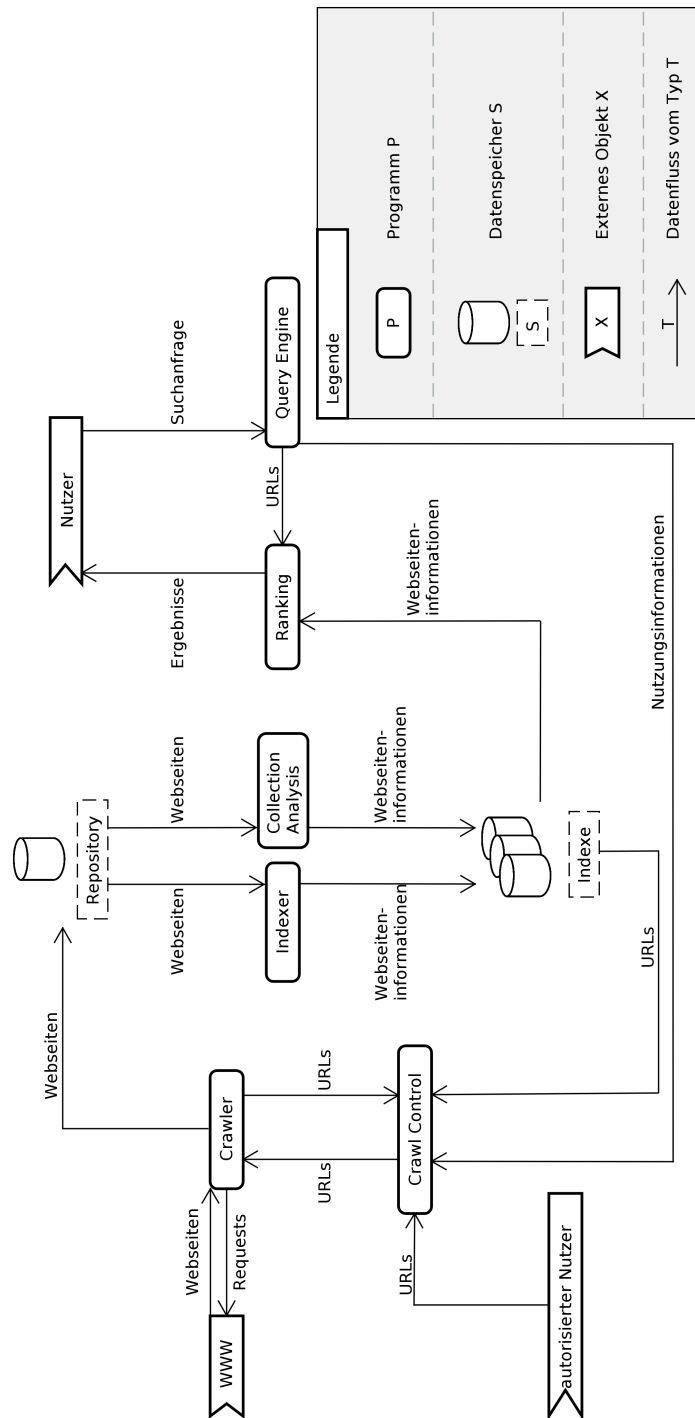 Nutzer
Suchanfrage
Ergebnisse
Query Engine
URLs
Ranking
Webseiten-
informationen
Nutzungsinformationen
Repository
Webseiten
Webseiten
Webseiten
Collection
Analysis
Indexer
Webseiten-
informationen
Webseiten-
informationen
Indexe
URLs
Crawler
URLs
URLs
Crawl Control
Webseiten
Requests
WWW
URLs
autorisierter Nutzer
Legende
P
Programm P
S
Datenspeicher S
X
Externes Objekt X
T
Datenfluss vom Typ T